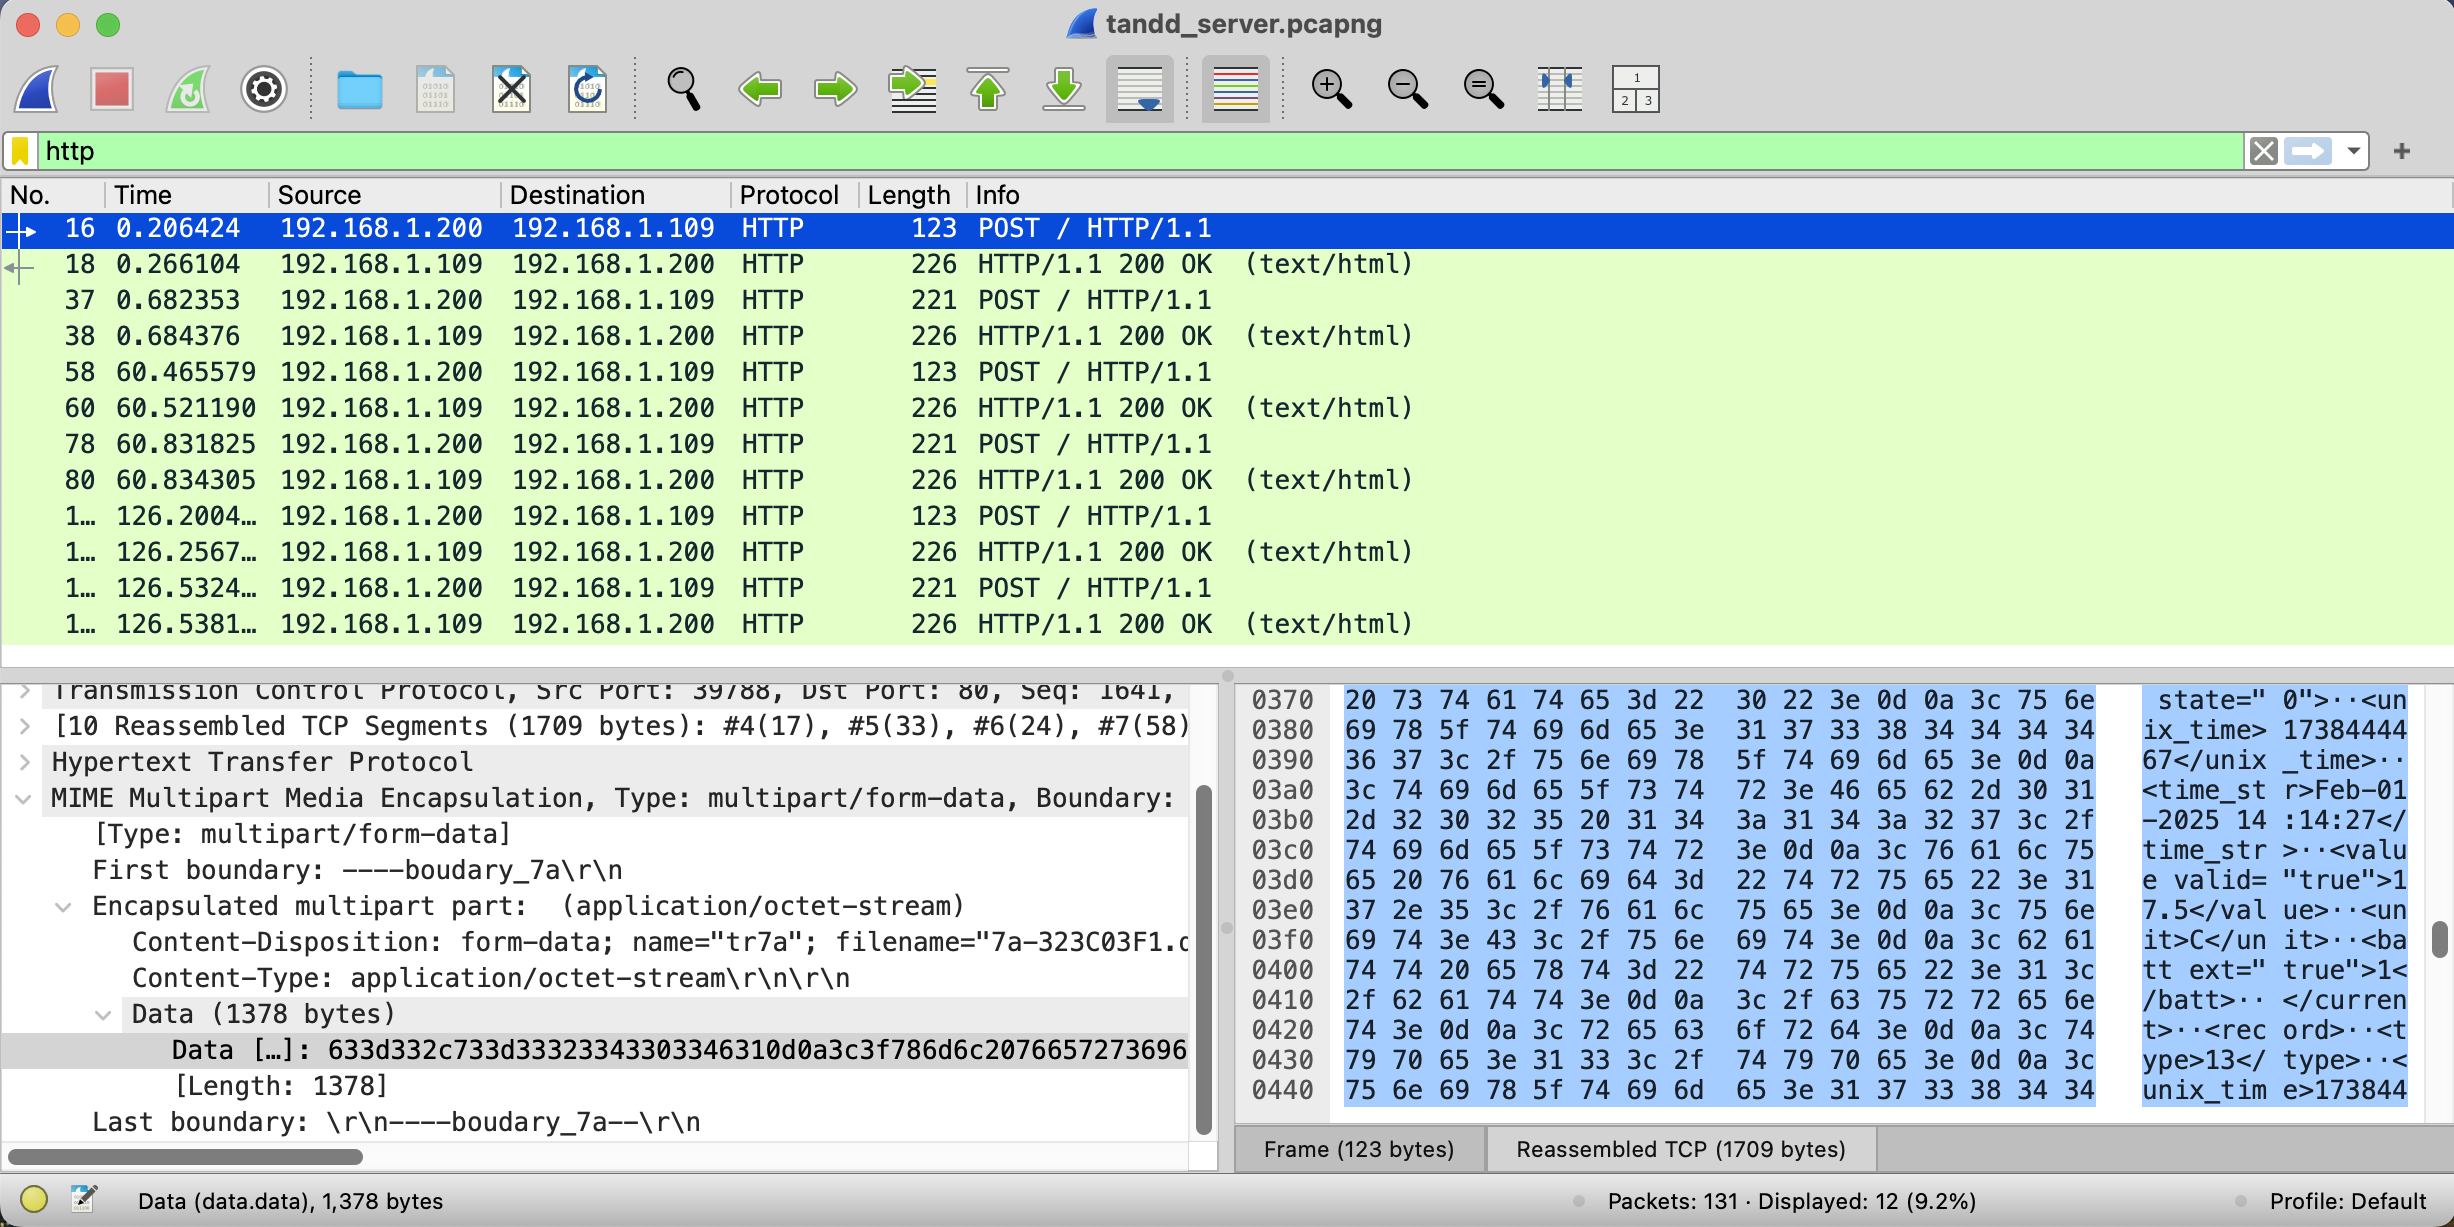 tandd_server.pcapng
http
No. Time Source Destination Protocol Length Info
16 0.206424 192.168.1.200 192.168.1.109 HTTP 123 POST / HTTP/1.1
18 0.266104 192.168.1.109 192.168.1.200 HTTP 226 HTTP/1.1 200 OK (text/html)
37 0.682353 192.168.1.200 192.168.1.109 HTTP 221 POST / HTTP/1.1
38 0.684376 192.168.1.109 192.168.1.200 HTTP 226 HTTP/1.1 200 OK (text/html)
58 60.465579 192.168.1.200 192.168.1.109 HTTP 123 POST / HTTP/1.1
60 60.521190 192.168.1.109 192.168.1.200 HTTP 226 HTTP/1.1 200 OK (text/html)
78 60.831825 192.168.1.200 192.168.1.109 HTTP 221 POST / HTTP/1.1
80 60.834305 192.168.1.109 192.168.1.200 HTTP 226 HTTP/1.1 200 OK (text/html)
1… 126.2004… 192.168.1.200 192.168.1.109 HTTP 123 POST / HTTP/1.1
1… 126.2567… 192.168.1.109 192.168.1.200 HTTP 226 HTTP/1.1 200 OK (text/html)
1… 126.5324… 192.168.1.200 192.168.1.109 HTTP 221 POST / HTTP/1.1
1… 126.5381… 192.168.1.109 192.168.1.200 HTTP 226 HTTP/1.1 200 OK (text/html)
Transmission Control Protocol, Src Port: 39788, Dst Port: 80, Seq: 1641,
[10 Reassembled TCP Segments (1709 bytes): #4(17), #5(33), #6(24), #7(58)
Hypertext Transfer Protocol
MIME Multipart Media Encapsulation, Type: multipart/form-data, Boundary:
[Type: multipart/form-data]
First boundary: ----boudary_7a\r\n
Encapsulated multipart part: (application/octet-stream)
Content-Disposition: form-data; name="tr7a"; filename="7a-323C03F1.
Content-Type: application/octet-stream\r\n\r\n
Data (1378 bytes)
Data […]: 633d332c733d33323343303346310d0a3c3f786d6c2076657273696
[Length: 1378]
Last boundary: \r\n----boudary_7a--\r\n
0370 20 73 74 61 74 65 3d 22 30 22 3e 0d 0a 3c 75 6e state=" 0">··<un
0380 69 78 5f 74 69 6d 65 3e 31 37 33 38 34 34 34 34 ix_time> 17384444
0390 36 37 3c 2f 75 6e 69 78 5f 74 69 6d 65 3e 0d 0a 67</unix _time>··
03a0 3c 74 69 6d 65 5f 73 74 72 3e 46 65 62 2d 30 31 <time_st r>Feb-01
03b0 2d 32 30 32 35 20 31 34 3a 31 34 3a 32 37 3c 2f -2025 14 :14:27</
03c0 74 69 6d 65 5f 73 74 72 3e 0d 0a 3c 76 61 6c 75 time_str >··<valu
03d0 65 20 76 61 6c 69 64 3d 22 74 72 75 65 22 3e 31 e valid= "true">1
03e0 37 2e 35 3c 2f 76 61 6c 75 65 3e 0d 0a 3c 75 6e 7.5</val ue>··<un
03f0 69 74 3e 43 3c 2f 75 6e 69 74 3e 0d 0a 3c 62 61 it>C</un it>··<ba
0400 74 74 20 65 78 74 3d 22 74 72 75 65 22 3e 31 3c tt ext=" true">1<
0410 2f 62 61 74 74 3e 0d 0a 3c 2f 63 75 72 72 65 6e /batt>·· </curren
0420 74 3e 0d 0a 3c 72 65 63 6f 72 64 3e 0d 0a 3c 74 t>··<rec ord>··<t
0430 79 70 65 3e 31 33 3c 2f 74 79 70 65 3e 0d 0a 3c ype>13</ type>··<
0440 75 6e 69 78 5f 74 69 6d 65 3e 31 37 33 38 34 34 unix_tim e>173844
Frame (123 bytes) Reassembled TCP (1709 bytes)
Data (data.data), 1,378 bytes Packets: 131 · Displayed: 12 (9.2%) Profile: Default